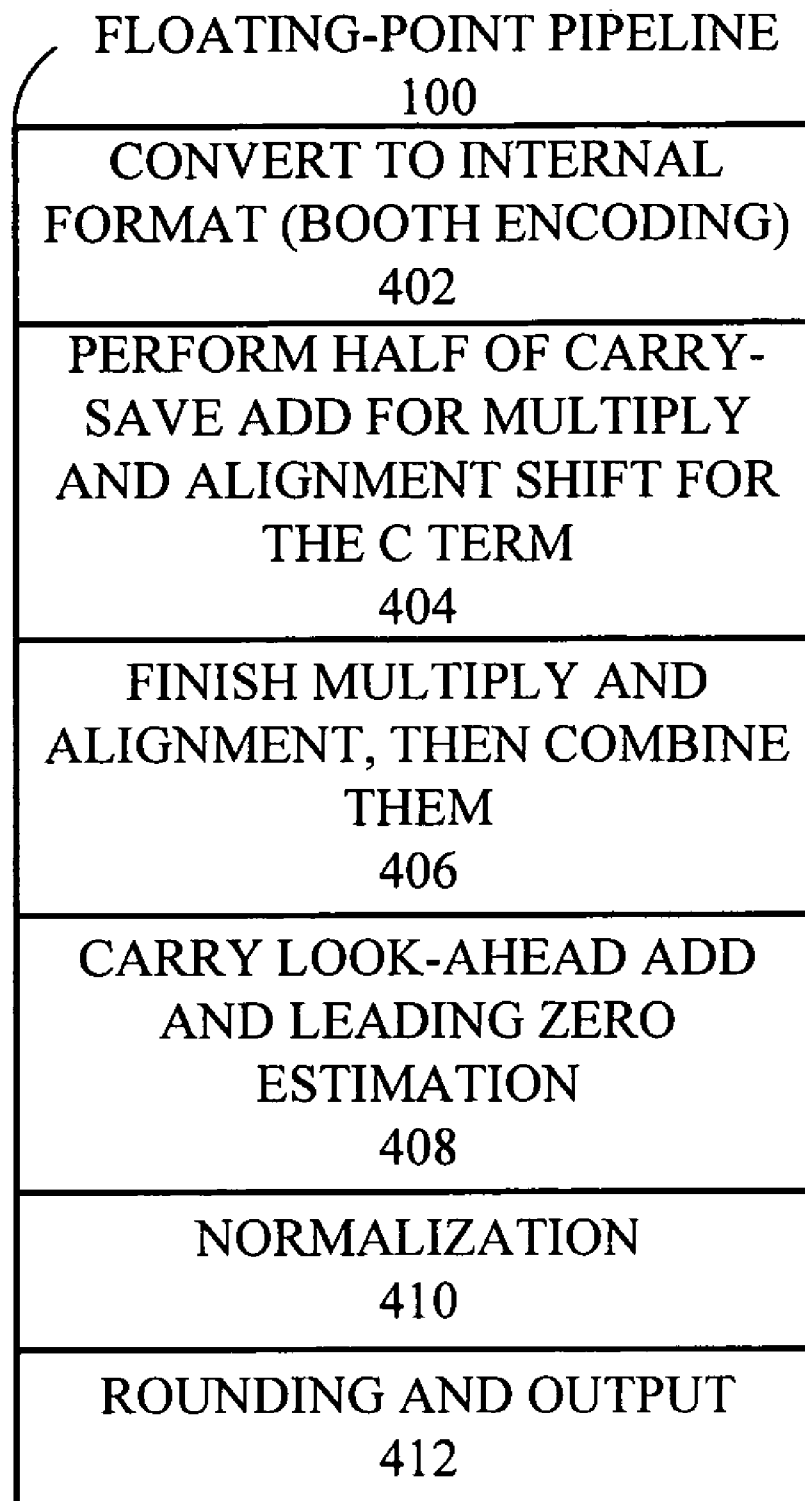 FLOATING-POINT PIPELINE
100
CONVERT TO INTERNAL
FORMAT (BOOTH ENCODING)
402
PERFORM HALF OF CARRY-
SAVE ADD FOR MULTIPLY
AND ALIGNMENT SHIFT FOR
THE C TERM
404
FINISH MULTIPLY AND
ALIGNMENT, THEN COMBINE
THEM
406
CARRY LOOK-AHEAD ADD
AND LEADING ZERO
ESTIMATION
408
NORMALIZATION
410
ROUNDING AND OUTPUT
412